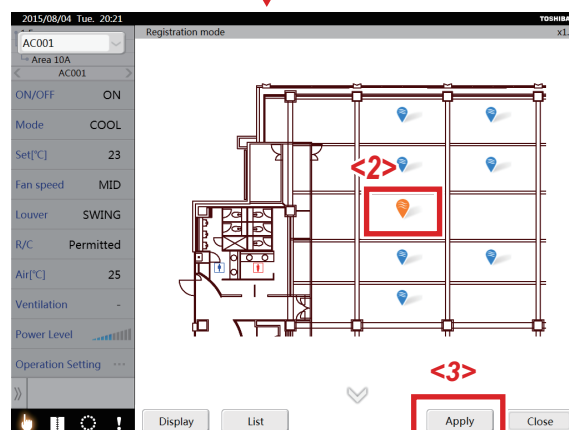 2015/08/04 Tue. 20:21
TOSHIBA
Registration mode
x1.
AC001
Area 10A
AC001
ON/OFF ON
Mode COOL
Set[°C] 23
Fan speed MID
Louver SWING
R/C Permitted
Air[°C] 25
Ventilation -
Power Level
Operation Setting ...
<2>
<3>
Display
List
Apply
Close